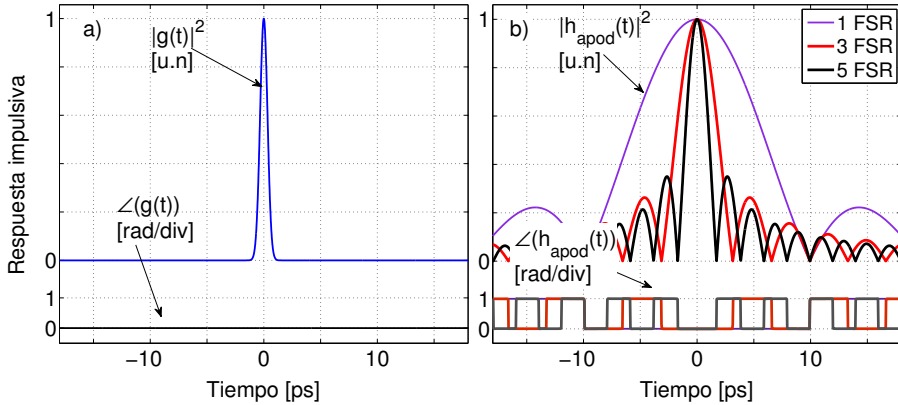 a)
|g(t)|²
[u.n]
∠(g(t))
[rad/div]
Respuesta impulsiva
1
0
1
0
−10
0
10
Tiempo [ps]
b)
|h_apod(t)|²
[u.n]
1 FSR
3 FSR
5 FSR
∠(h_apod(t))
[rad/div]
1
0
1
0
−10
0
10
Tiempo [ps]